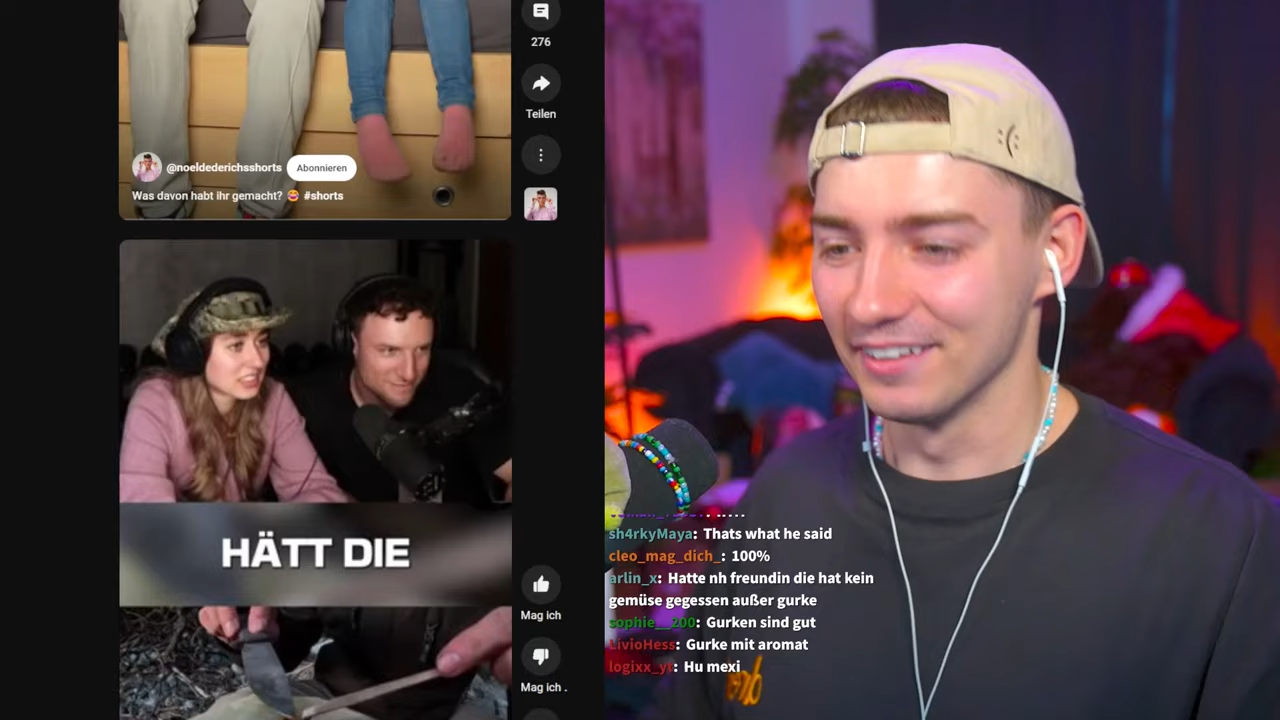 276
Teilen
@noeldederichsshorts Abonnieren
Was davon habt ihr gemacht? 😂 #shorts
HÄTT DIE
Mag ich
Mag ich .
sh4rkyMaya: Thats what he said
cleo_mag_dich_: 100%
arlin_x: Hatte nh freundin die hat kein
gemüse gegessen außer gurke
sophie__200: Gurken sind gut
LivioHess: Gurke mit aromat
logixx_yt: Hu mexi